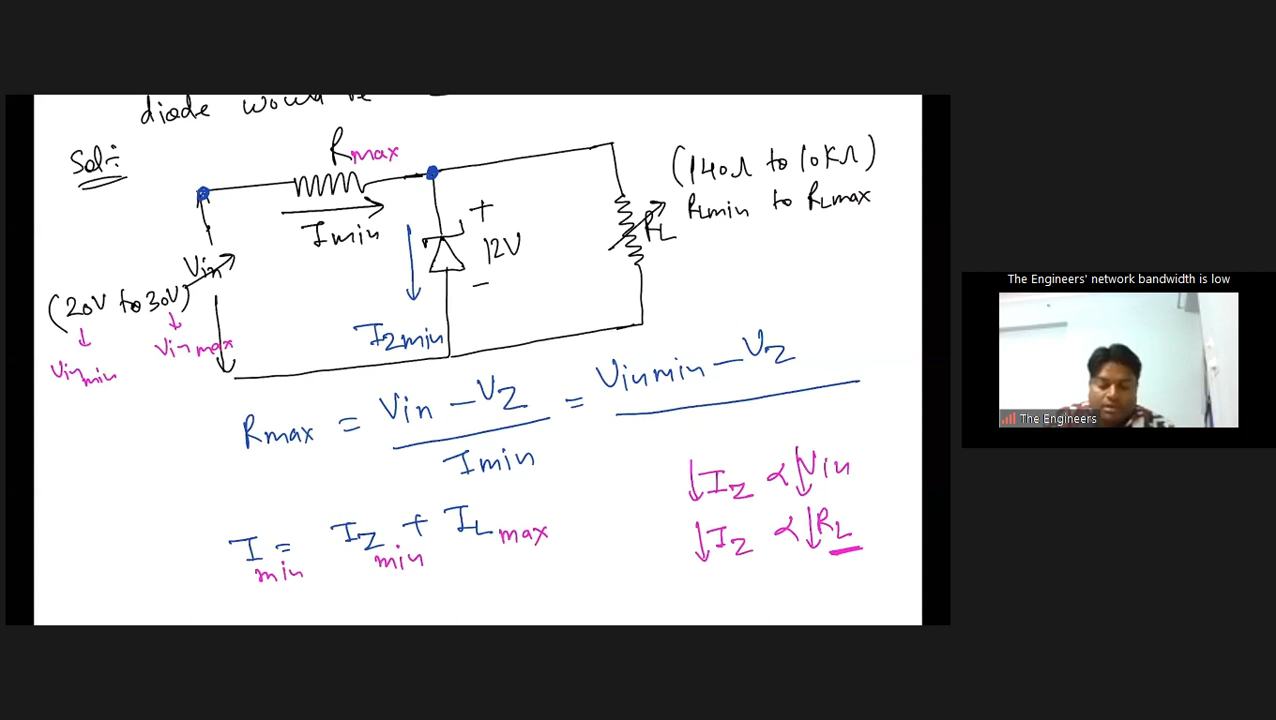 diode would be
Sol:
Rmax
(140Ω to 10KΩ)
RLmin to RLmax
Imin
+
12V
-
RL
Vin
(20V to 30V)
Vinmin
Vinmax
IZmin
Rmax = Vin - VZ / Imin = Vinmin - VZ
↓IZ ∝ ↓Vin
↓IZ ∝ ↓RL
Imin = IZmin + ILmax
The Engineers' network bandwidth is low
The Engineers